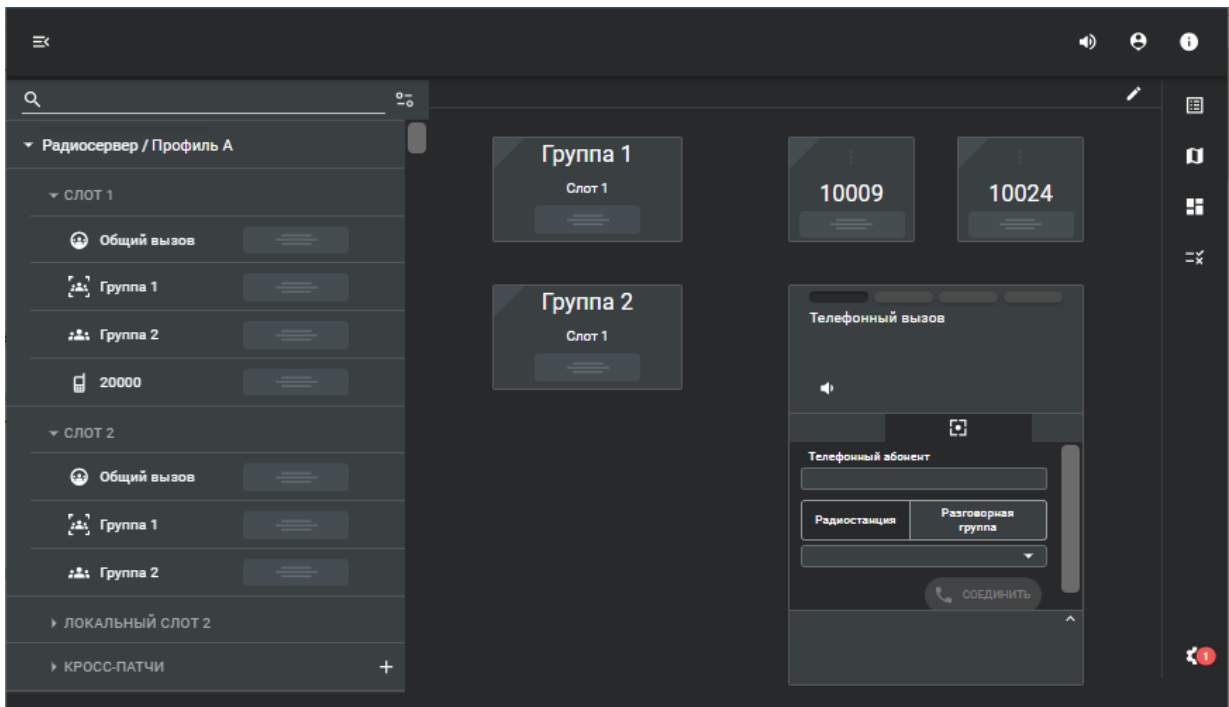 Радиосервер / Профиль A
СЛОТ 1
Общий вызов
Группа 1
Группа 2
20000
СЛОТ 2
Общий вызов
Группа 1
Группа 2
ЛОКАЛЬНЫЙ СЛОТ 2
КРОСС-ПАТЧИ
Группа 1
Слот 1
10009
10024
Группа 2
Слот 1
Телефонный вызов
Телефонный абонент
Радиостанция
Разговорная
группа
СОЕДИНИТЬ
1